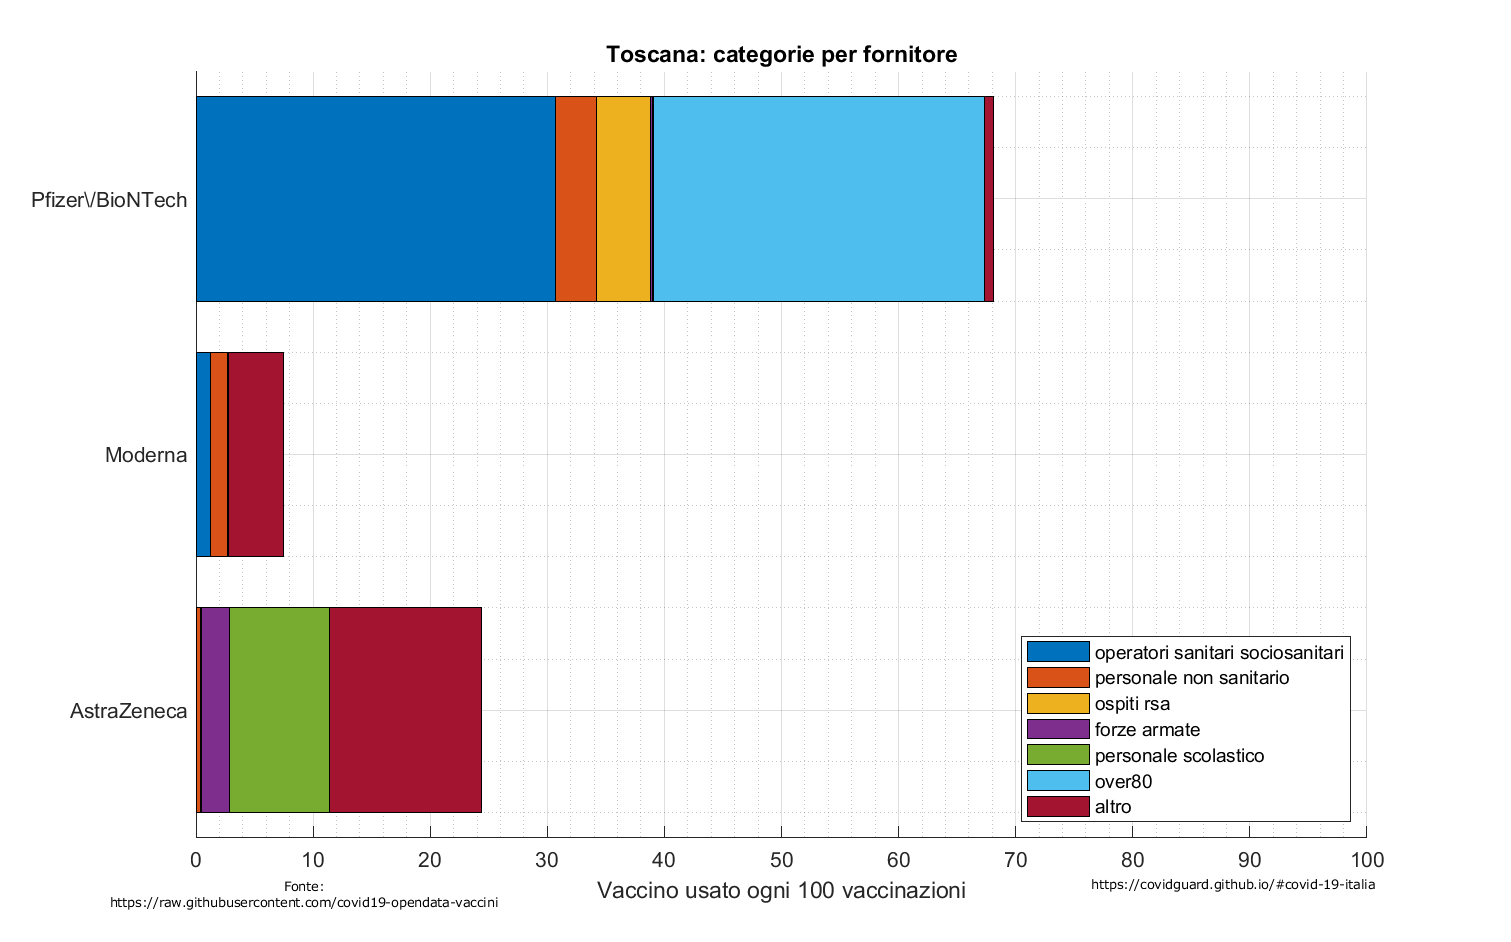 Toscana: categorie per fornitore
Pfizer\/BioNTech
Moderna
AstraZeneca
operatori sanitari sociosanitari
personale non sanitario
ospiti rsa
forze armate
personale scolastico
over80
altro
0 10 20 30 40 50 60 70 80 90 100
Vaccino usato ogni 100 vaccinazioni
Fonte:
https://raw.githubusercontent.com/covid19-opendata-vaccini
https://covidguard.github.io/#covid-19-italia